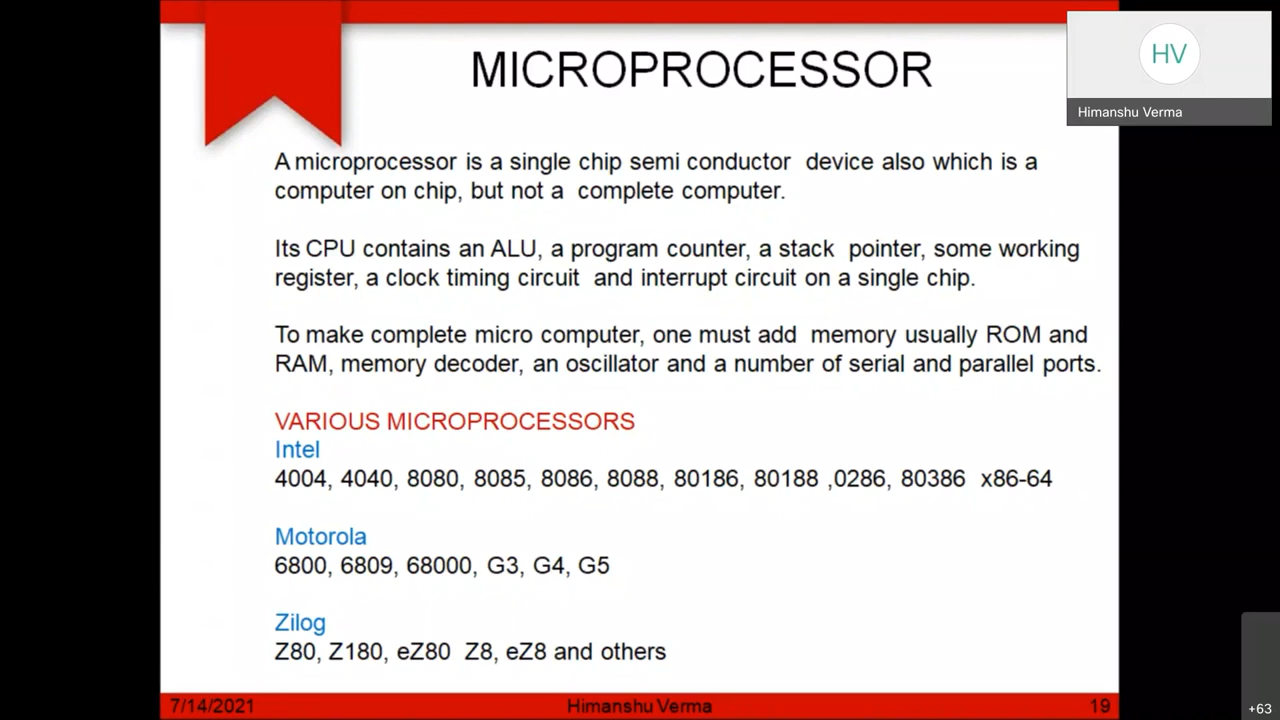 MICROPROCESSOR
HV
Himanshu Verma
A microprocessor is a single chip semi conductor device also which is a
computer on chip, but not a complete computer.
Its CPU contains an ALU, a program counter, a stack pointer, some working
register, a clock timing circuit and interrupt circuit on a single chip.
To make complete micro computer, one must add memory usually ROM and
RAM, memory decoder, an oscillator and a number of serial and parallel ports.
VARIOUS MICROPROCESSORS
Intel
4004, 4040, 8080, 8085, 8086, 8088, 80186, 80188 ,0286, 80386 x86-64
Motorola
6800, 6809, 68000, G3, G4, G5
Zilog
Z80, Z180, eZ80 Z8, eZ8 and others
7/14/2021 Himanshu Verma 19
+63